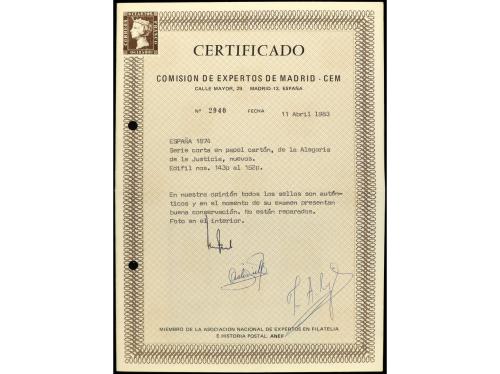 CERTIFICADO
COMISION DE EXPERTOS DE MADRID - CEM
CALLE MAYOR, 29. MADRID-13. ESPAÑA
Nº 2940 FECHA 11 Abril 1983
ESPAÑA 1874
Serie corta en papel cartón, de la Alegoria
de la Justicia, nuevos.
Edifil nos. 143p al 152p.
En nuestra opinión todos los sellos son autén-
ticos y en el momento de su examen presentan
buena conservación. No están reparados.
Foto en el interior.
MIEMBRO DE LA ASOCIACION NACIONAL DE EXPERTOS EN FILATELIA
E HISTORIA POSTAL ANEF